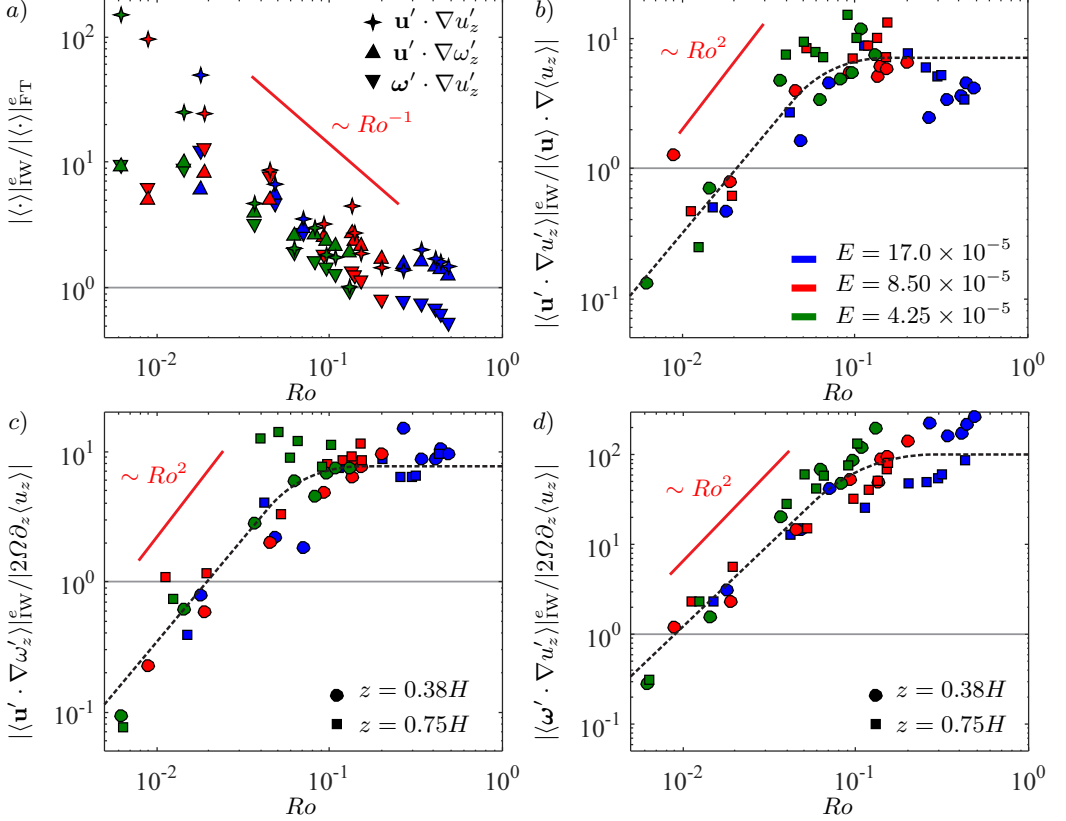 a)
10^2
10^1
10^0
|⟨·⟩|^e_IW/|⟨·⟩|^e_FT
u′ · ∇u′_z
u′ · ∇ω′_z
ω′ · ∇u′_z
∼ Ro^−1
10^−2 10^−1 10^0
Ro
b)
10^1
10^0
10^−1
|⟨u′ · ∇u′_z⟩|^e_IW/|⟨u⟩ · ∇⟨u_z⟩|
∼ Ro^2
E = 17.0 × 10^−5
E = 8.50 × 10^−5
E = 4.25 × 10^−5
10^−2 10^−1 10^0
Ro
c)
10^1
10^0
10^−1
|⟨u′ · ∇ω′_z⟩|^e_IW/|2Ω∂_z⟨u_z⟩|
∼ Ro^2
z = 0.38H
z = 0.75H
10^−2 10^−1 10^0
Ro
d)
10^2
10^1
10^0
10^−1
|⟨ω′ · ∇u′_z⟩|^e_IW/|2Ω∂_z⟨u_z⟩|
∼ Ro^2
z = 0.38H
z = 0.75H
10^−2 10^−1 10^0
Ro